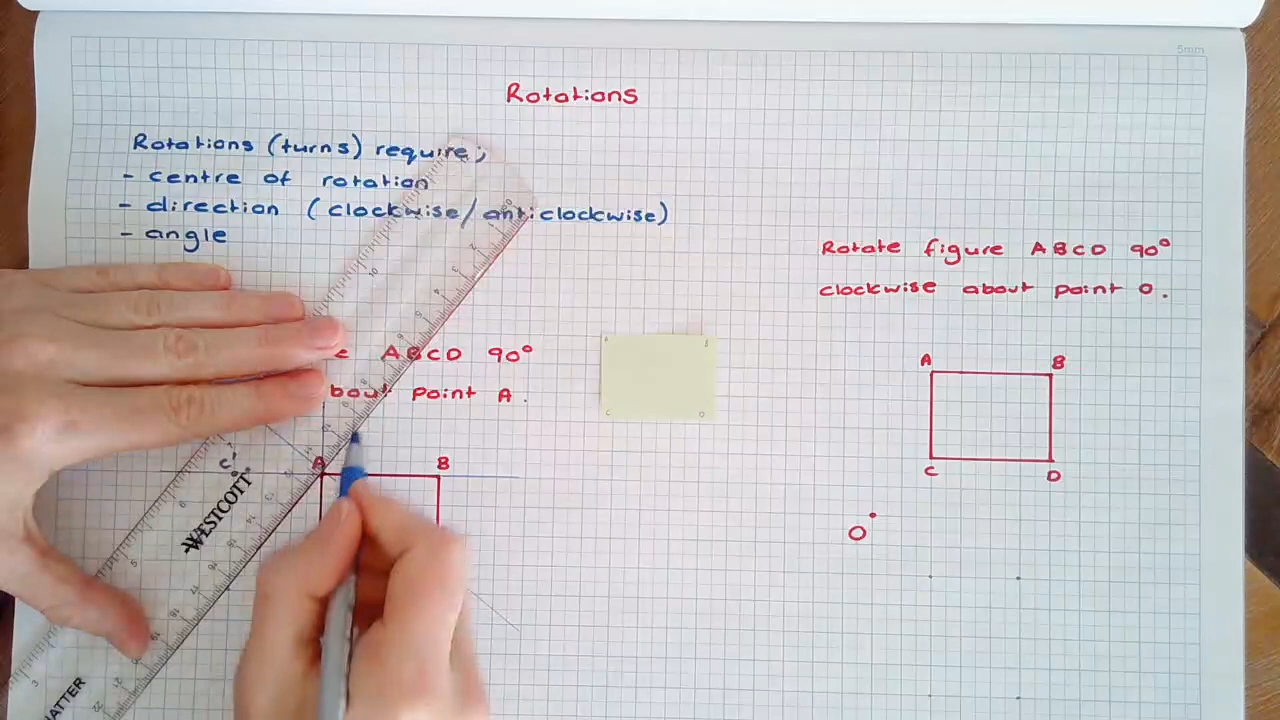 5mm
Rotations
Rotations (turns) require;
- centre of rotation
- direction (clockwise/anticlockwise)
- angle
Rotate figure ABCD 90°
clockwise about point O.
ABCD 90°
point A.
A B
C D
A B
C D
C'
A B
WESTCOTT
O